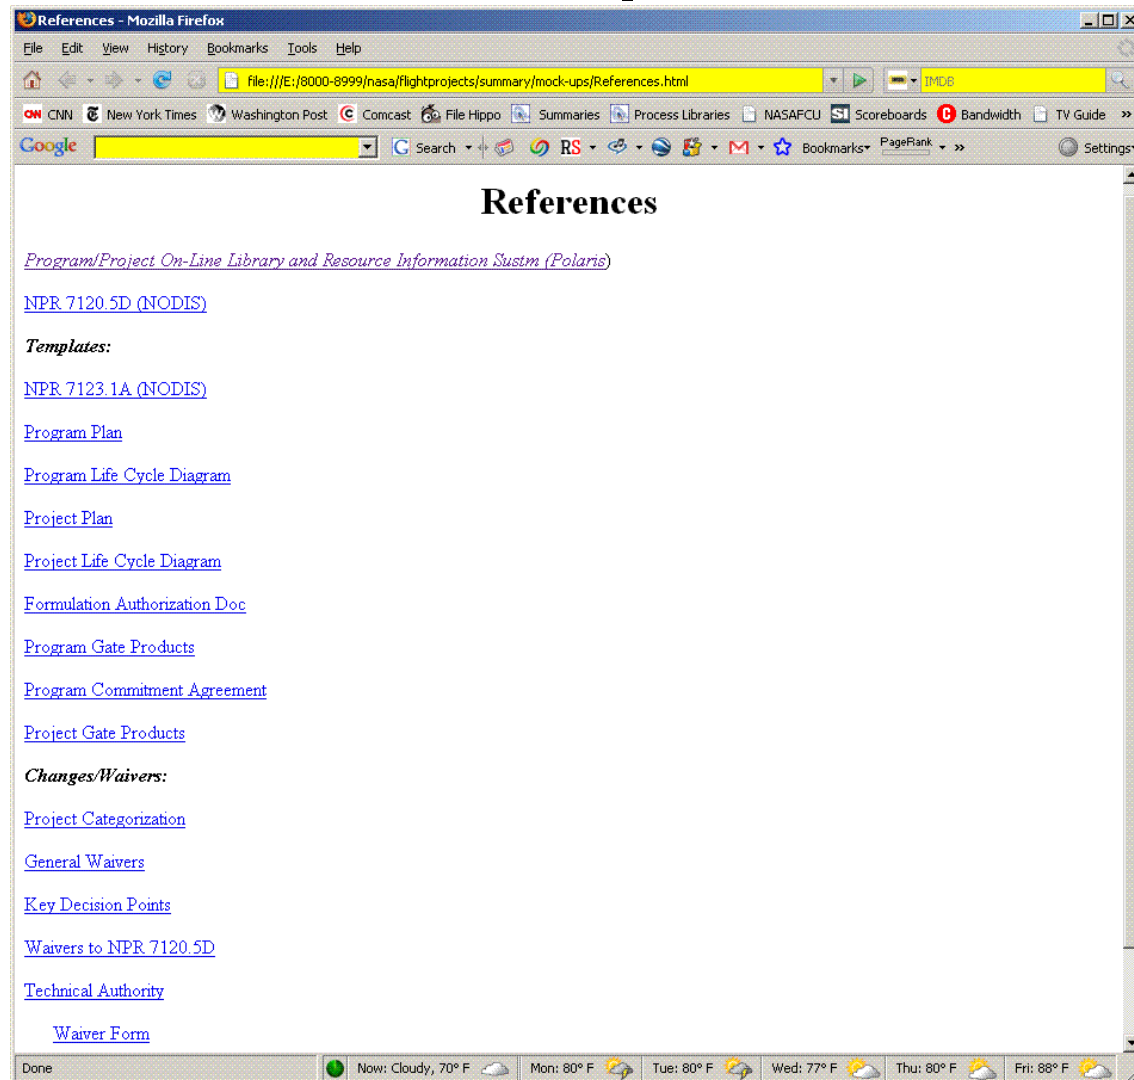 References - Mozilla Firefox
File Edit View History Bookmarks Tools Help
file:///E:/8000-8999/nasa/flightprojects/summary/mock-ups/References.html IMDB
CNN New York Times Washington Post Comcast File Hippo Summaries Process Libraries NASAFCU SI Scoreboards Bandwidth TV Guide »
Google G Search RS Bookmarks PageRank » Settings
References
Program/Project On-Line Library and Resource Information Sustm (Polaris)
NPR 7120.5D (NODIS)
Templates:
NPR 7123.1A (NODIS)
Program Plan
Program Life Cycle Diagram
Project Plan
Project Life Cycle Diagram
Formulation Authorization Doc
Program Gate Products
Program Commitment Agreement
Project Gate Products
Changes/Waivers:
Project Categorization
General Waivers
Key Decision Points
Waivers to NPR 7120.5D
Technical Authority
Waiver Form
Done Now: Cloudy, 70° F Mon: 80° F Tue: 80° F Wed: 77° F Thu: 80° F Fri: 88° F